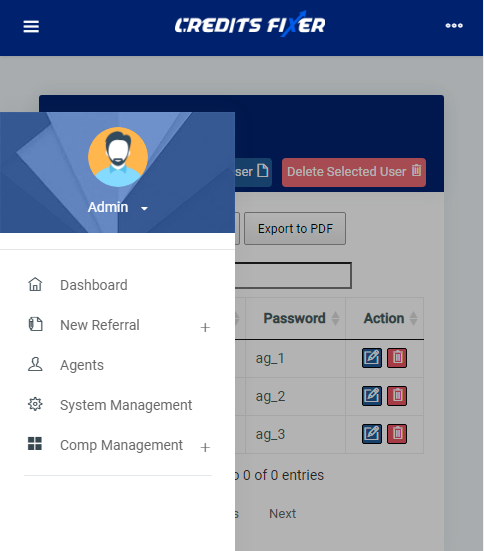 CREDITS FIXER
Delete Selected User
Admin
Export to PDF
Dashboard
New Referral +
Agents
System Management
Comp Management +
Password Action
ag_1
ag_2
ag_3
0 of 0 entries
Next